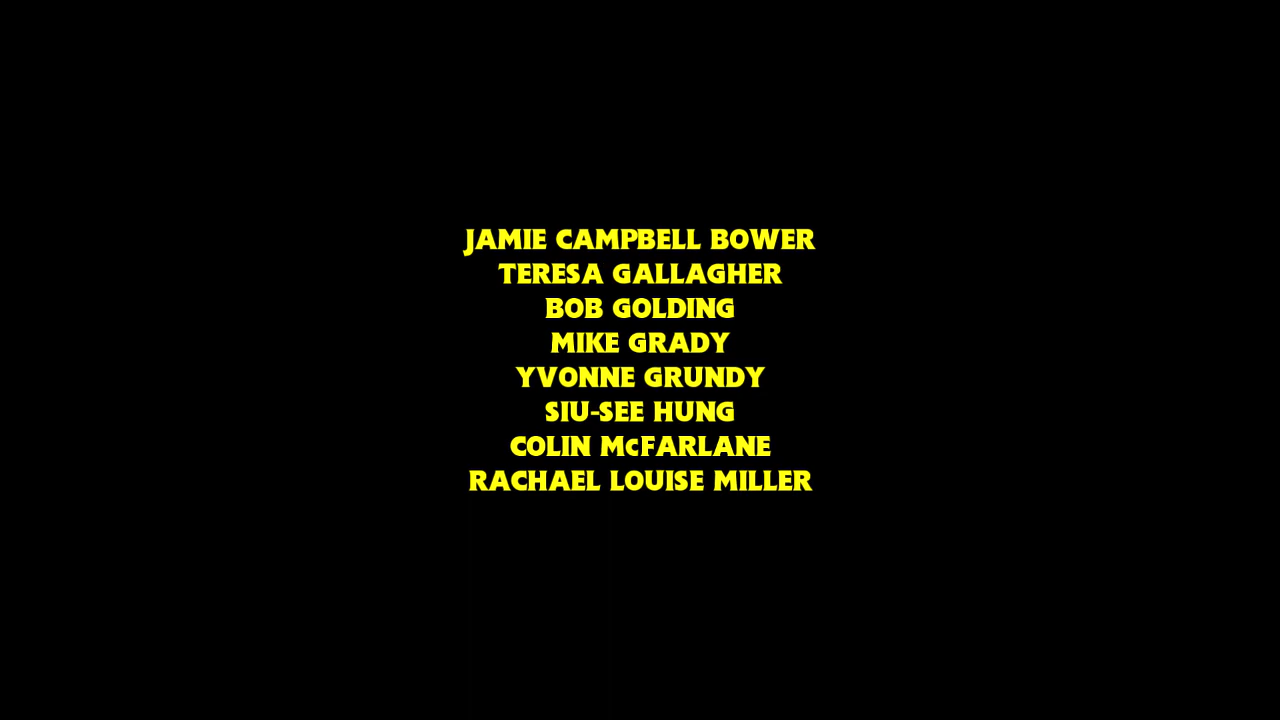 JAMIE CAMPBELL BOWER
TERESA GALLAGHER
BOB GOLDING
MIKE GRADY
YVONNE GRUNDY
SIU-SEE HUNG
COLIN McFARLANE
RACHAEL LOUISE MILLER